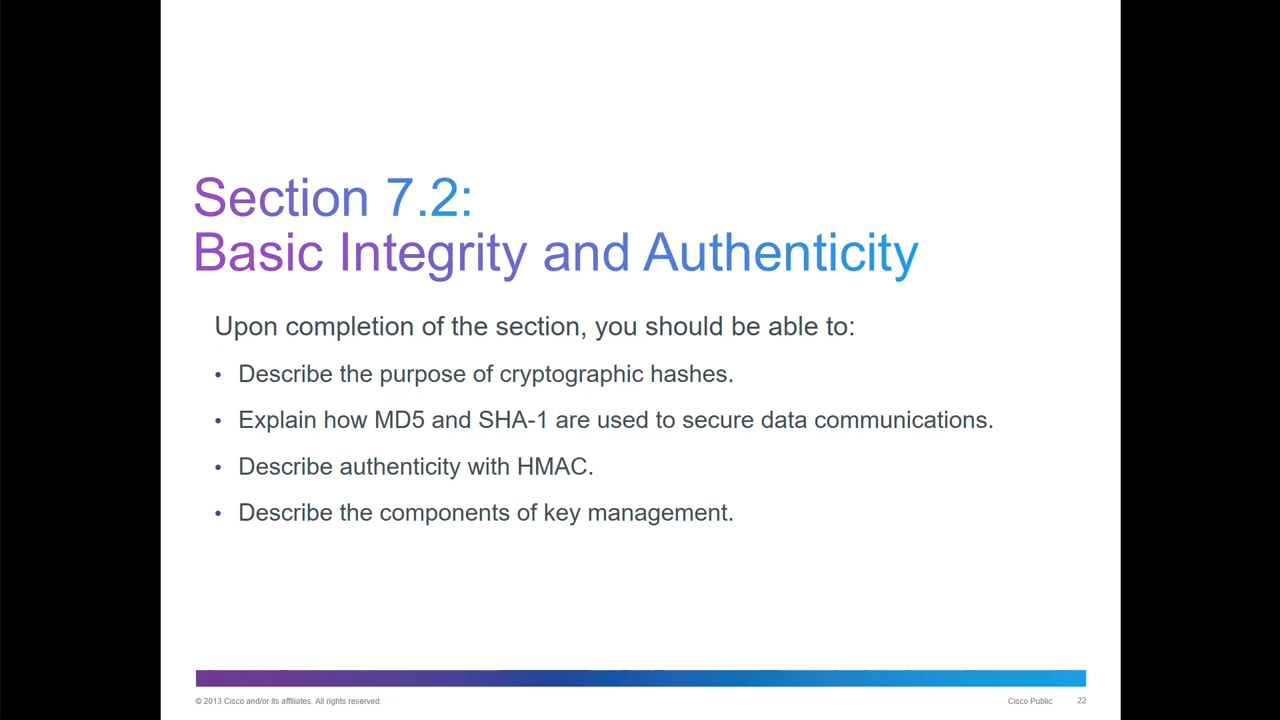 Section 7.2:
Basic Integrity and Authenticity
Upon completion of the section, you should be able to:
• Describe the purpose of cryptographic hashes.
• Explain how MD5 and SHA-1 are used to secure data communications.
• Describe authenticity with HMAC.
• Describe the components of key management.
© 2013 Cisco and/or its affiliates. All rights reserved.
Cisco Public
22